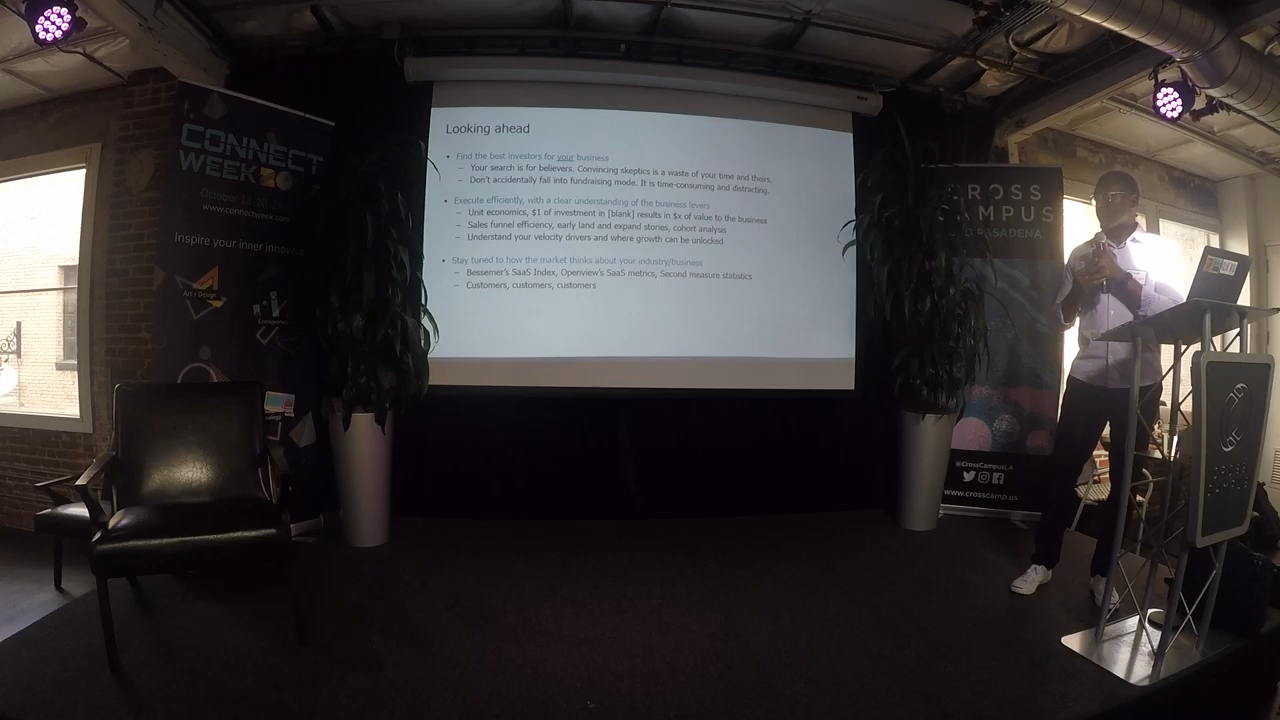 CONNECT
WEEK
October 13-20
www.connectweek.com
Inspire your inner innov
Art + Design
Looking ahead
• Find the best investors for your business
– Your search is for believers. Convincing skeptics is a waste of your time and theirs.
– Don't accidentally fall into fundraising mode. It is time-consuming and distracting.
• Execute efficiently, with a clear understanding of the business levers
– Unit economics, $1 of investment in [blank] results in $x of value to the business
– Sales funnel efficiency, early land and expand stories, cohort analysis
– Understand your velocity drivers and where growth can be unlocked
• Stay tuned to how the market thinks about your industry/business
– Bessemer's SaaS Index, Openview's SaaS metrics, Second measure statistics
– Customers, customers, customers
CROSS
CAMPUS
PASADENA
@CrossCampusLA
www.crosscamp.us